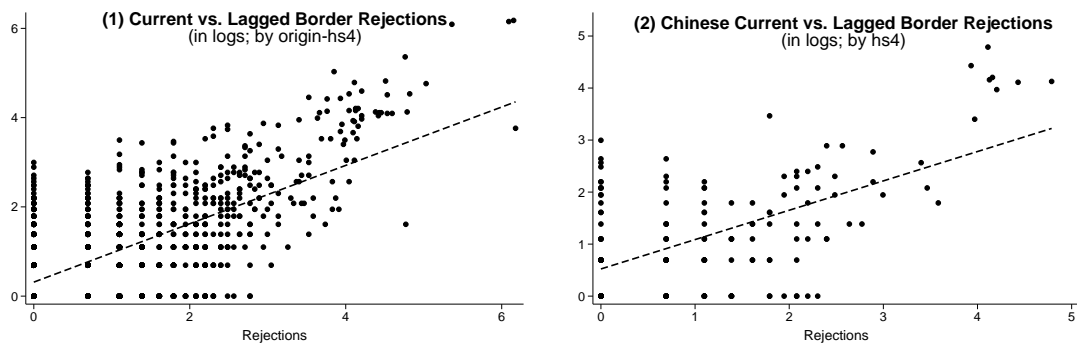 (1) Current vs. Lagged Border Rejections
(in logs; by origin-hs4)
6
4
2
0
0 2 4 6
Rejections
(2) Chinese Current vs. Lagged Border Rejections
(in logs; by hs4)
5
4
3
2
1
0
0 1 2 3 4 5
Rejections